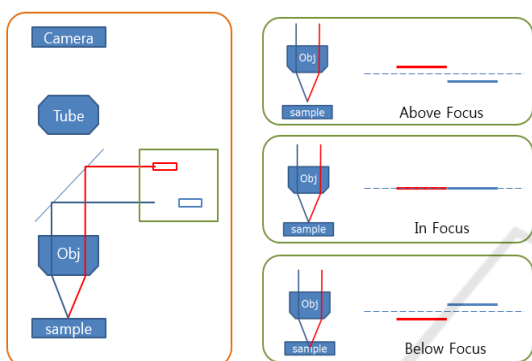 Camera
Tube
Obj
sample
Obj
sample
Above Focus
Obj
sample
In Focus
Obj
sample
Below Focus